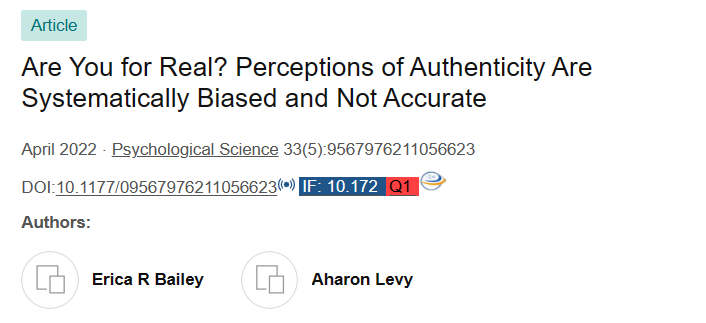 Article
Are You for Real? Perceptions of Authenticity Are
Systematically Biased and Not Accurate
April 2022 · Psychological Science 33(5):9567976211056623
DOI:10.1177/09567976211056623 IF: 10.172 Q1
Authors:
Erica R Bailey Aharon Levy